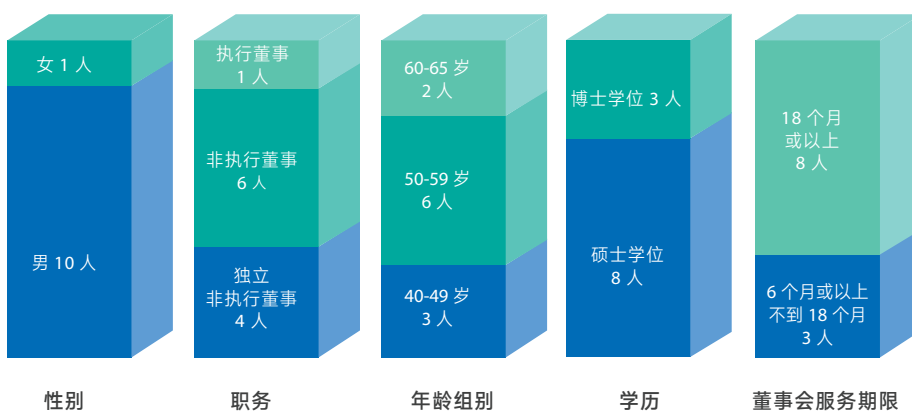 女 1 人
男 10 人
性别
执行董事
1 人
非执行董事
6 人
独立
非执行董事
4 人
职务
60-65 岁
2 人
50-59 岁
6 人
40-49 岁
3 人
年龄组别
博士学位 3 人
硕士学位
8 人
学历
18 个月
或以上
8 人
6 个月或以上
不到 18 个月
3 人
董事会服务期限